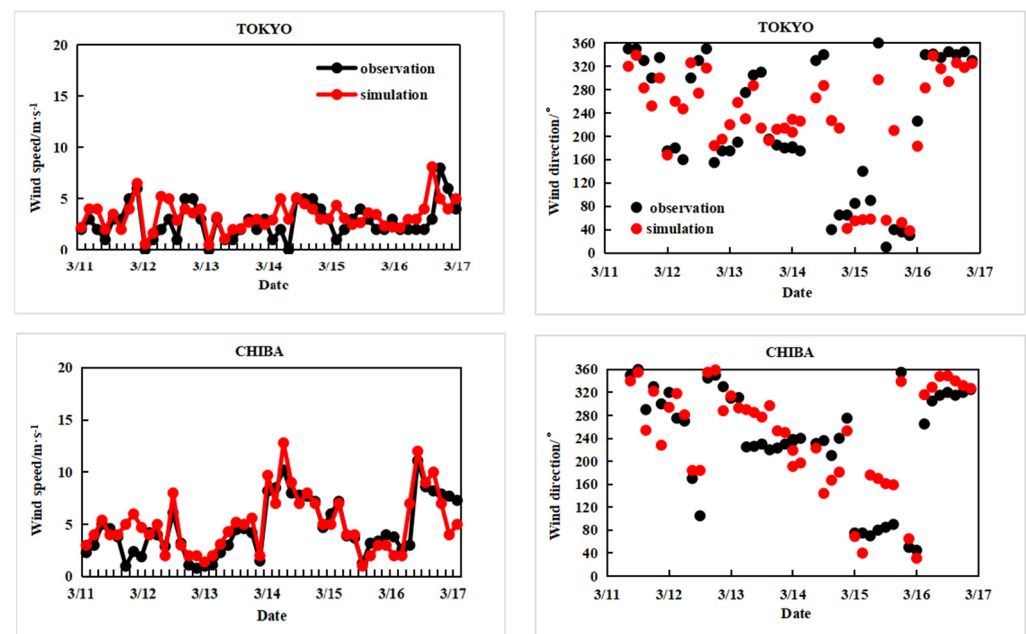 TOKYO
20
15
10
5
0
Wind speed/m·s⁻¹
observation
simulation
3/11 3/12 3/13 3/14 3/15 3/16 3/17
Date
TOKYO
360
320
280
240
200
160
120
80
40
0
Wind direction/°
observation
simulation
3/11 3/12 3/13 3/14 3/15 3/16 3/17
Date
CHIBA
20
15
10
5
0
Wind speed/m·s⁻¹
3/11 3/12 3/13 3/14 3/15 3/16 3/17
Date
CHIBA
360
320
280
240
200
160
120
80
40
0
Wind direction/°
3/11 3/12 3/13 3/14 3/15 3/16 3/17
Date